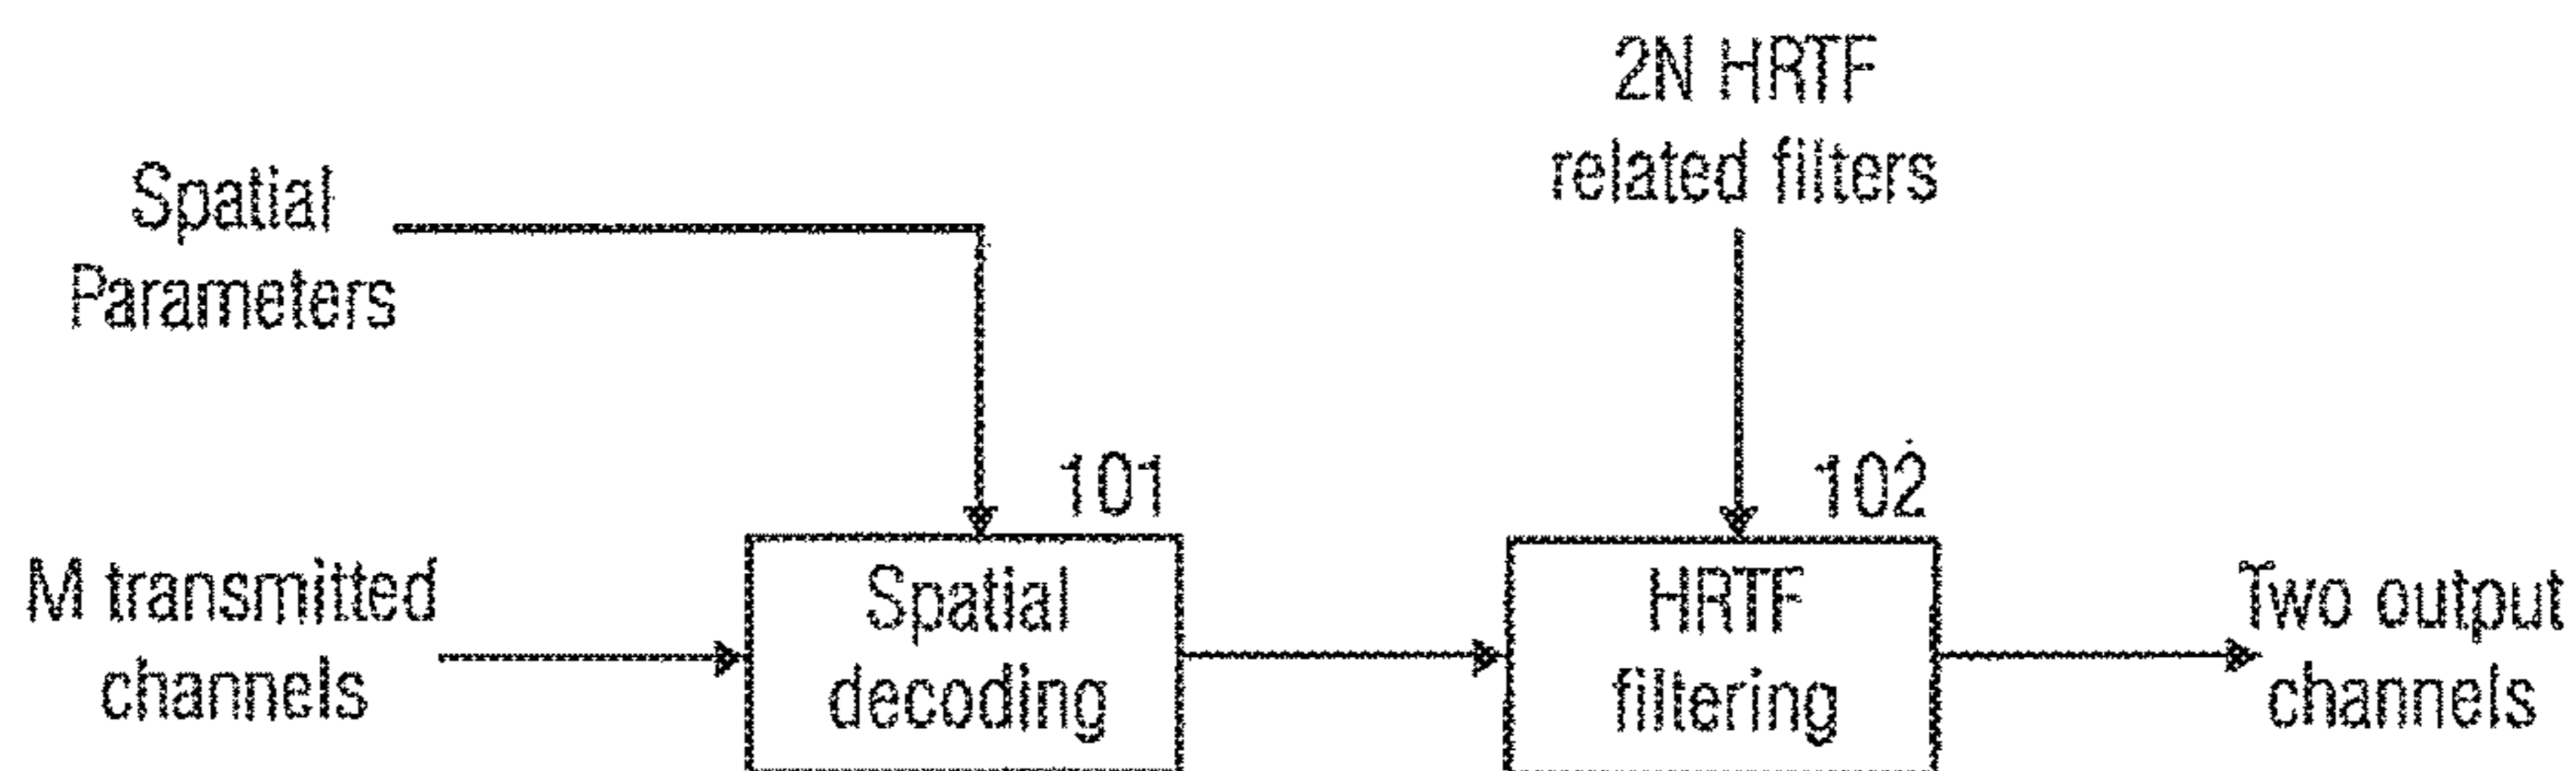 2N HRTF
related filters
Spatial
Parameters
101
102
M transmitted
channels
Spatial
decoding
HRTF
filtering
Two output
channels